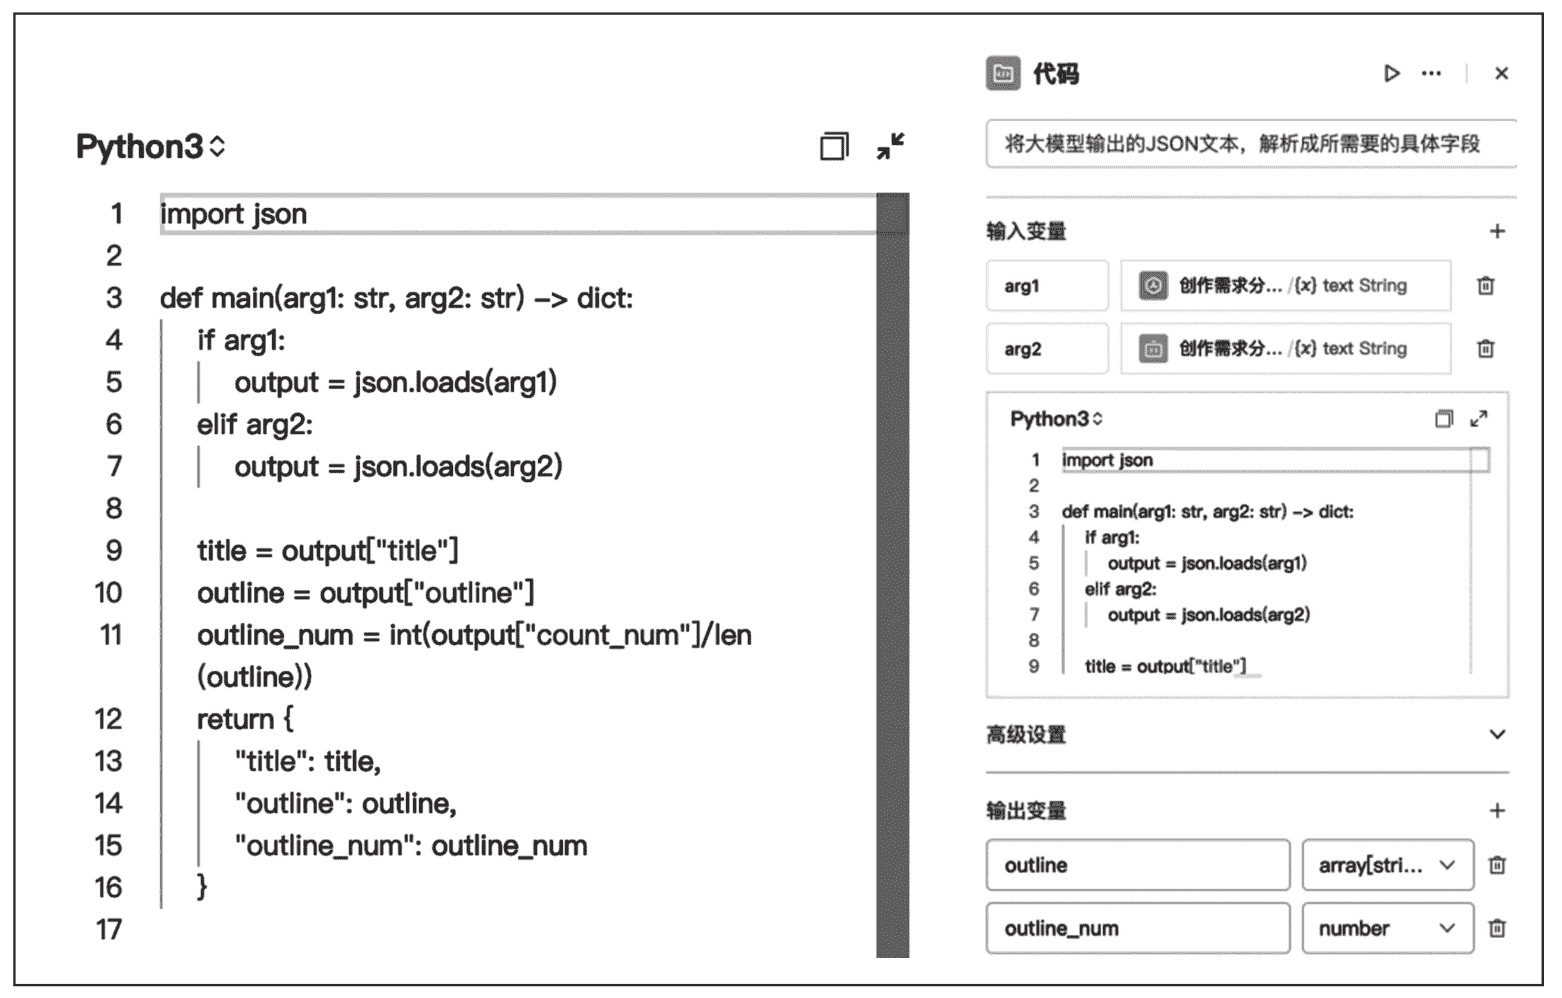 Python3
1 import json
2
3 def main(arg1: str, arg2: str) -> dict:
4 if arg1:
5 output = json.loads(arg1)
6 elif arg2:
7 output = json.loads(arg2)
8
9 title = output["title"]
10 outline = output["outline"]
11 outline_num = int(output["count_num"]/len
(outline))
12 return {
13 "title": title,
14 "outline": outline,
15 "outline_num": outline_num
16 }
17
代码
将大模型输出的JSON文本，解析成所需要的具体字段
输入变量
arg1 创作需求分... /{x} text String
arg2 创作需求分... /{x} text String
Python3
1 import json
2
3 def main(arg1: str, arg2: str) -> dict:
4 if arg1:
5 output = json.loads(arg1)
6 elif arg2:
7 output = json.loads(arg2)
8
9 title = output["title"]
高级设置
输出变量
outline array[stri...
outline_num number